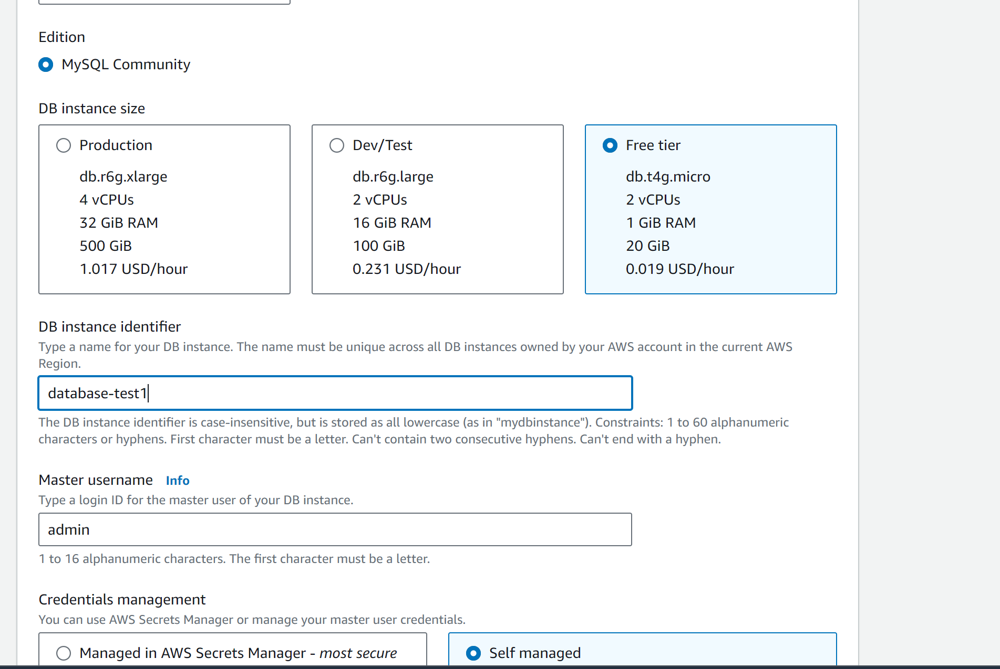 Edition
MySQL Community
DB instance size
Production
db.r6g.xlarge
4 vCPUs
32 GiB RAM
500 GiB
1.017 USD/hour
Dev/Test
db.r6g.large
2 vCPUs
16 GiB RAM
100 GiB
0.231 USD/hour
Free tier
db.t4g.micro
2 vCPUs
1 GiB RAM
20 GiB
0.019 USD/hour
DB instance identifier
Type a name for your DB instance. The name must be unique across all DB instances owned by your AWS account in the current AWS
Region.
database-test1
The DB instance identifier is case-insensitive, but is stored as all lowercase (as in "mydbinstance"). Constraints: 1 to 60 alphanumeric
characters or hyphens. First character must be a letter. Can't contain two consecutive hyphens. Can't end with a hyphen.
Master username Info
Type a login ID for the master user of your DB instance.
admin
1 to 16 alphanumeric characters. The first character must be a letter.
Credentials management
You can use AWS Secrets Manager or manage your master user credentials.
Managed in AWS Secrets Manager - most secure
Self managed